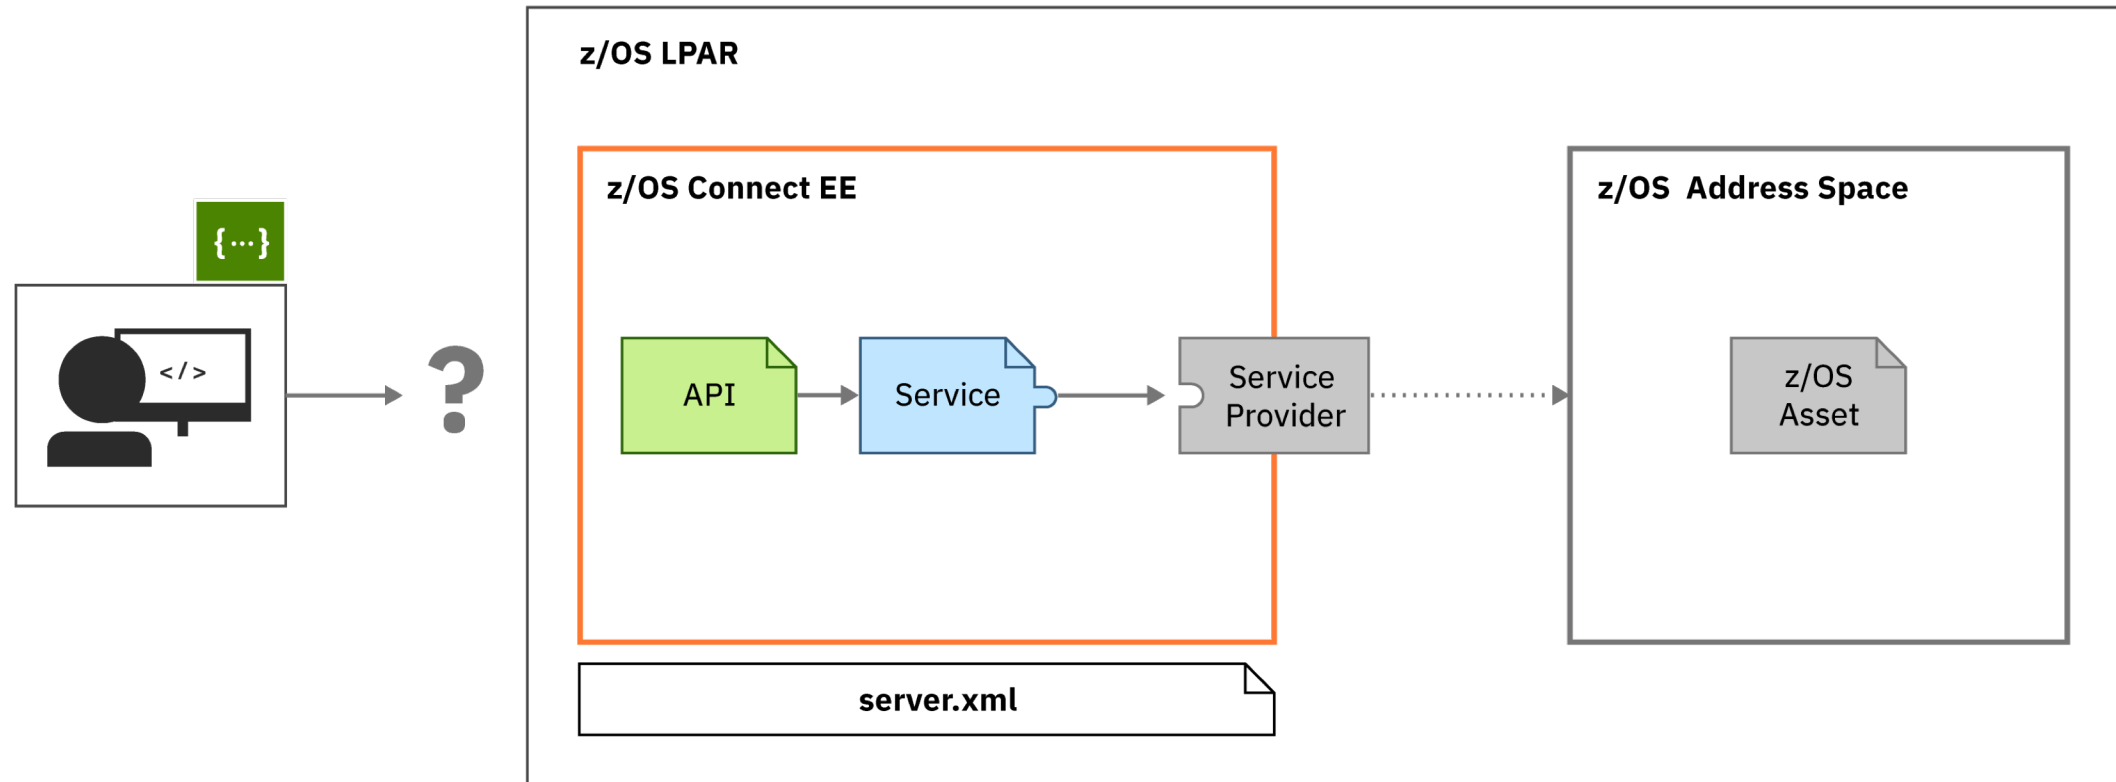 z/OS LPAR
z/OS Connect EE
z/OS Address Space
{...}
</>
?
API
Service
Service
Provider
z/OS
Asset
server.xml